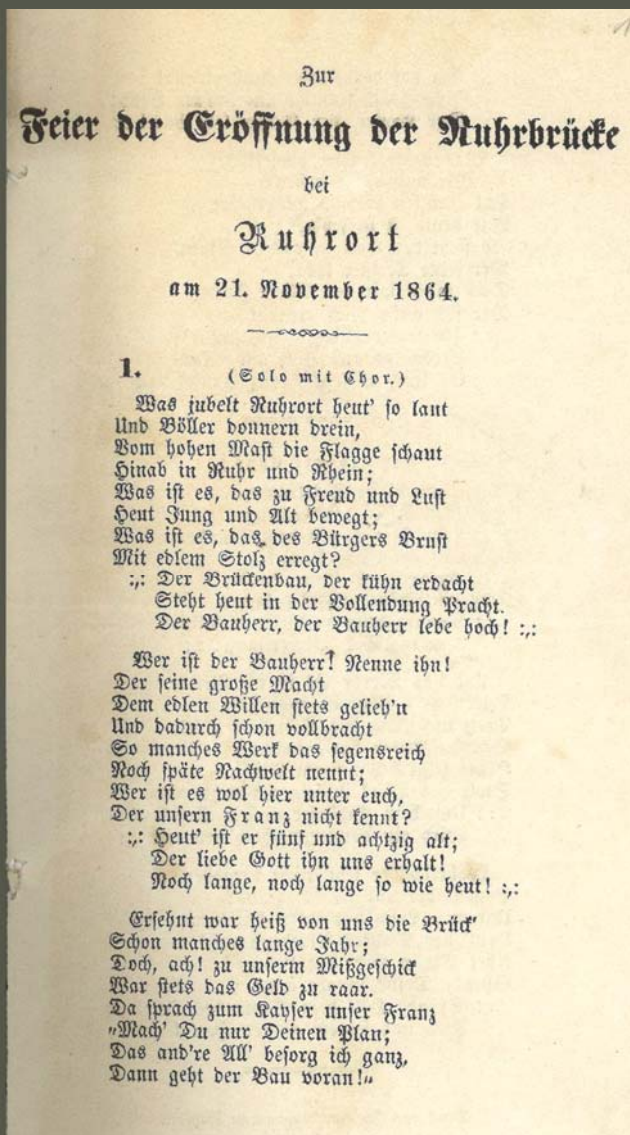 Zur
Feier der Eröffnung der Ruhrbrücke
bei
Ruhrort
am 21. November 1864.
1.
(Solo mit Chor.)
Was jubelt Ruhrort heut' so laut
Und Böller donnern drein,
Vom hohen Mast die Flagge schaut
Hinab in Ruhr und Rhein;
Was ist es, das zu Freud und Lust
Heut Jung und Alt bewegt;
Was ist es, das des Bürgers Brust
Mit edlem Stolz erregt?
:,: Der Brückenbau, der kühn erdacht
Steht heut in der Vollendung Pracht.
Der Bauherr, der Bauherr lebe hoch! :,:
Wer ist der Bauherr? Nenne ihn!
Der seine große Macht
Dem edlen Willen stets gelieh'n
Und dadurch schon vollbracht
So manches Werk das segensreich
Noch späte Nachwelt nennt;
Wer ist es wol hier unter euch,
Der unsern Franz nicht kennt?
:,: Heut' ist er fünf und achtzig alt;
Der liebe Gott ihn uns erhalt!
Noch lange, noch lange so wie heut! :,:
Ersehnt war heiß von uns die Brück'
Schon manches lange Jahr;
Doch, ach! zu unserm Mißgeschick
War stets das Geld zu raar.
Da sprach zum Kayser unser Franz
„Mach' Du nur Deinen Plan;
Das and're All' besorg ich ganz,
Dann geht der Bau voran!„